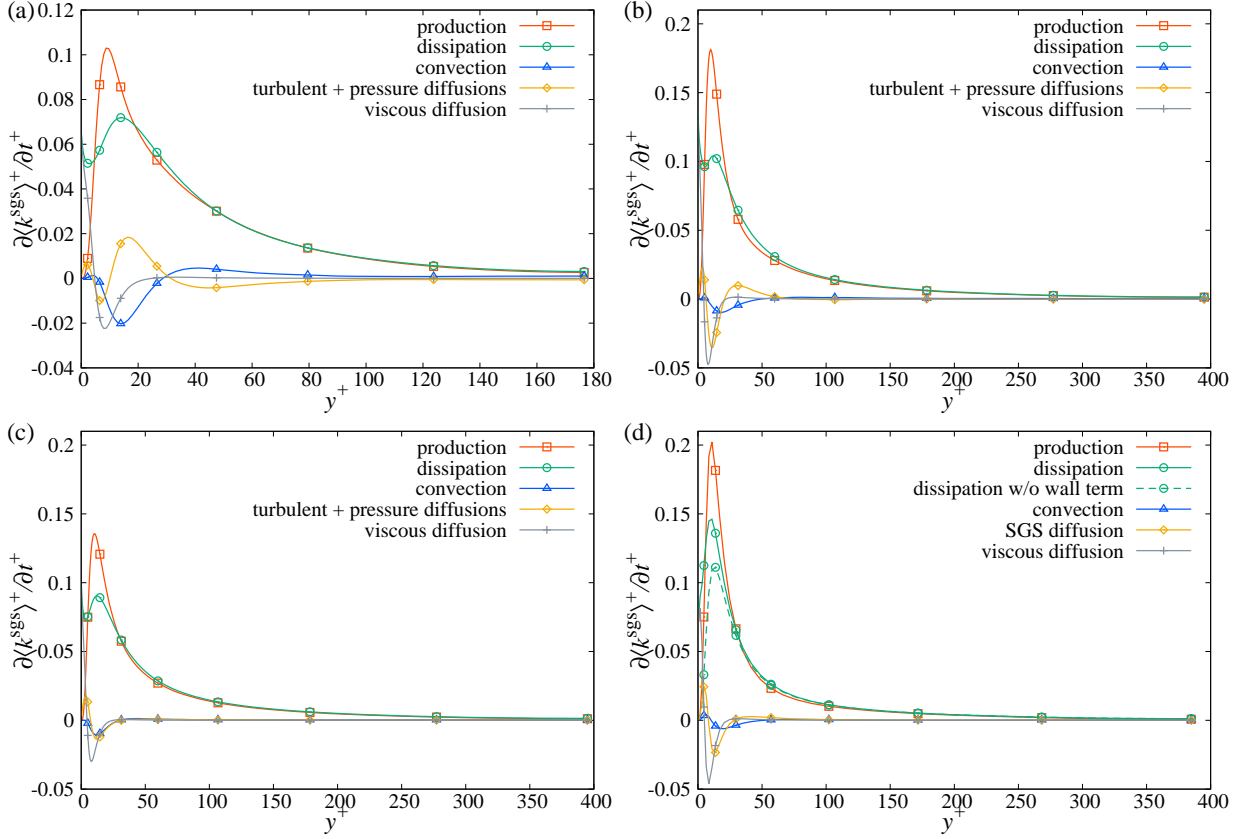 (a)
0.12
0.1
0.08
0.06
0.04
0.02
0
-0.02
-0.04
∂⟨k^sgs⟩^+/∂t^+
production
dissipation
convection
turbulent + pressure diffusions
viscous diffusion
0 20 40 60 80 100 120 140 160 180
y^+
(b)
0.2
0.15
0.1
0.05
0
-0.05
∂⟨k^sgs⟩^+/∂t^+
production
dissipation
convection
turbulent + pressure diffusions
viscous diffusion
0 50 100 150 200 250 300 350 400
y^+
(c)
0.2
0.15
0.1
0.05
0
-0.05
∂⟨k^sgs⟩^+/∂t^+
production
dissipation
convection
turbulent + pressure diffusions
viscous diffusion
0 50 100 150 200 250 300 350 400
y^+
(d)
0.2
0.15
0.1
0.05
0
-0.05
∂⟨k^sgs⟩^+/∂t^+
production
dissipation
dissipation w/o wall term
convection
SGS diffusion
viscous diffusion
0 50 100 150 200 250 300 350 400
y^+